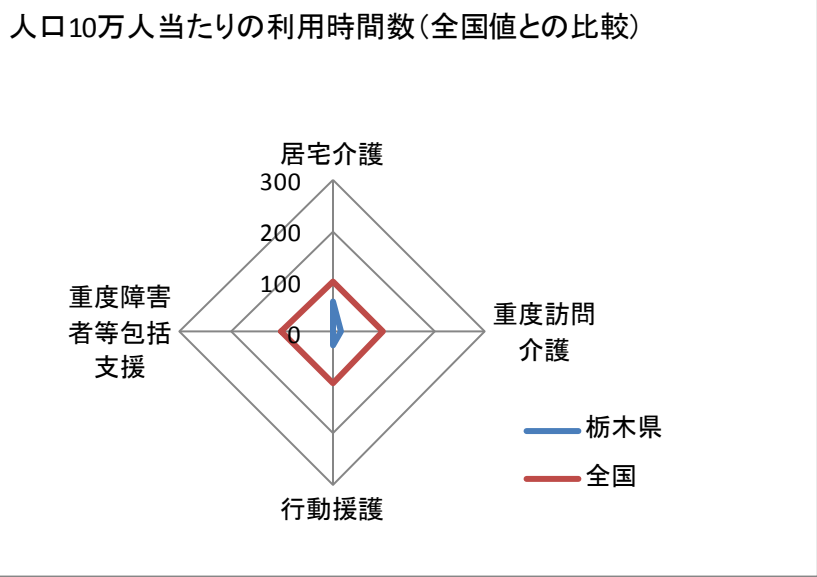 人口10万人当たりの利用時間数（全国値との比較）
居宅介護
300
200
100
0
重度障害
者等包括
支援
重度訪問
介護
行動援護
栃木県
全国